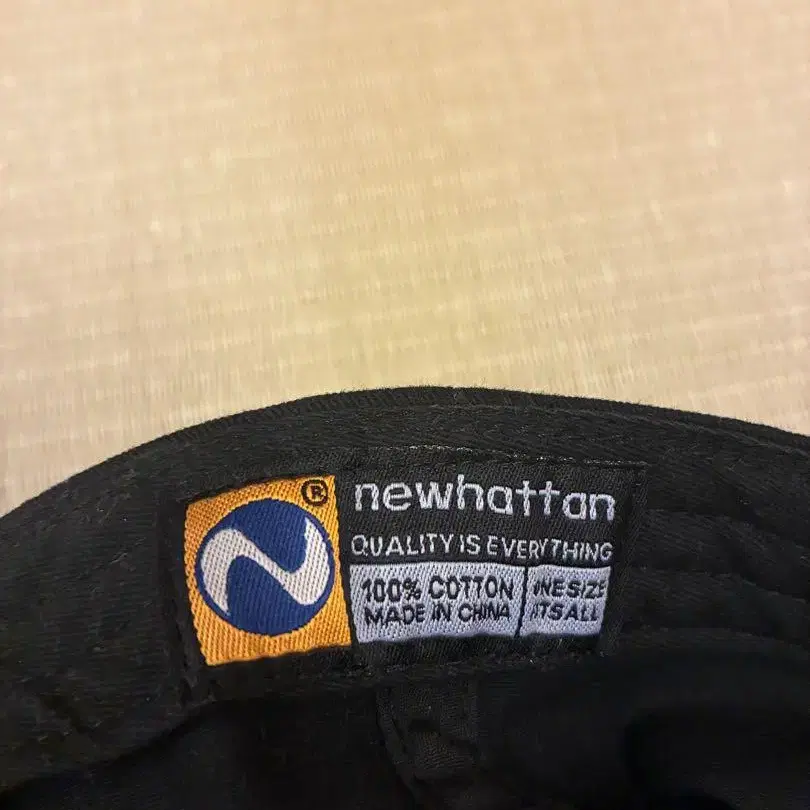 ®
newhattan
QUALITY IS EVERYTHING
100% COTTON
MADE IN CHINA